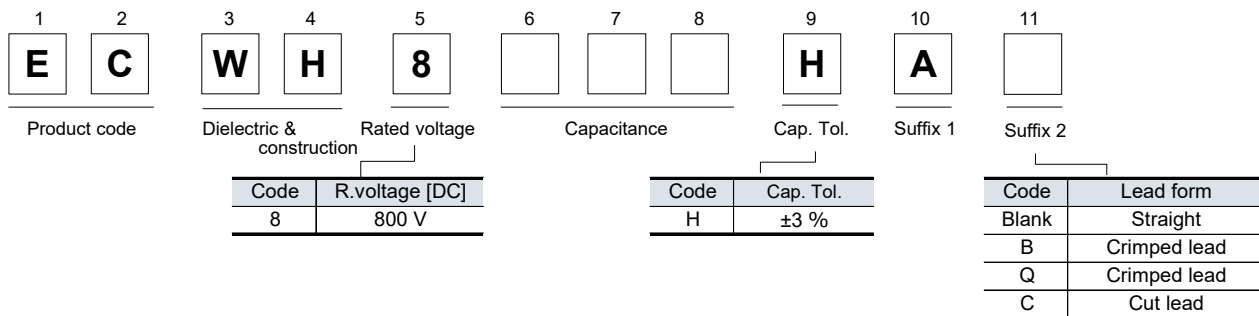 1 2 3 4 5 6 7 8 9 10 11
E C W H 8 H A
Product code Dielectric & construction Rated voltage Capacitance Cap. Tol. Suffix 1 Suffix 2
Code R.voltage [DC]
8 800 V
Code Cap. Tol.
H ±3 %
Code Lead form
Blank Straight
B Crimped lead
Q Crimped lead
C Cut lead